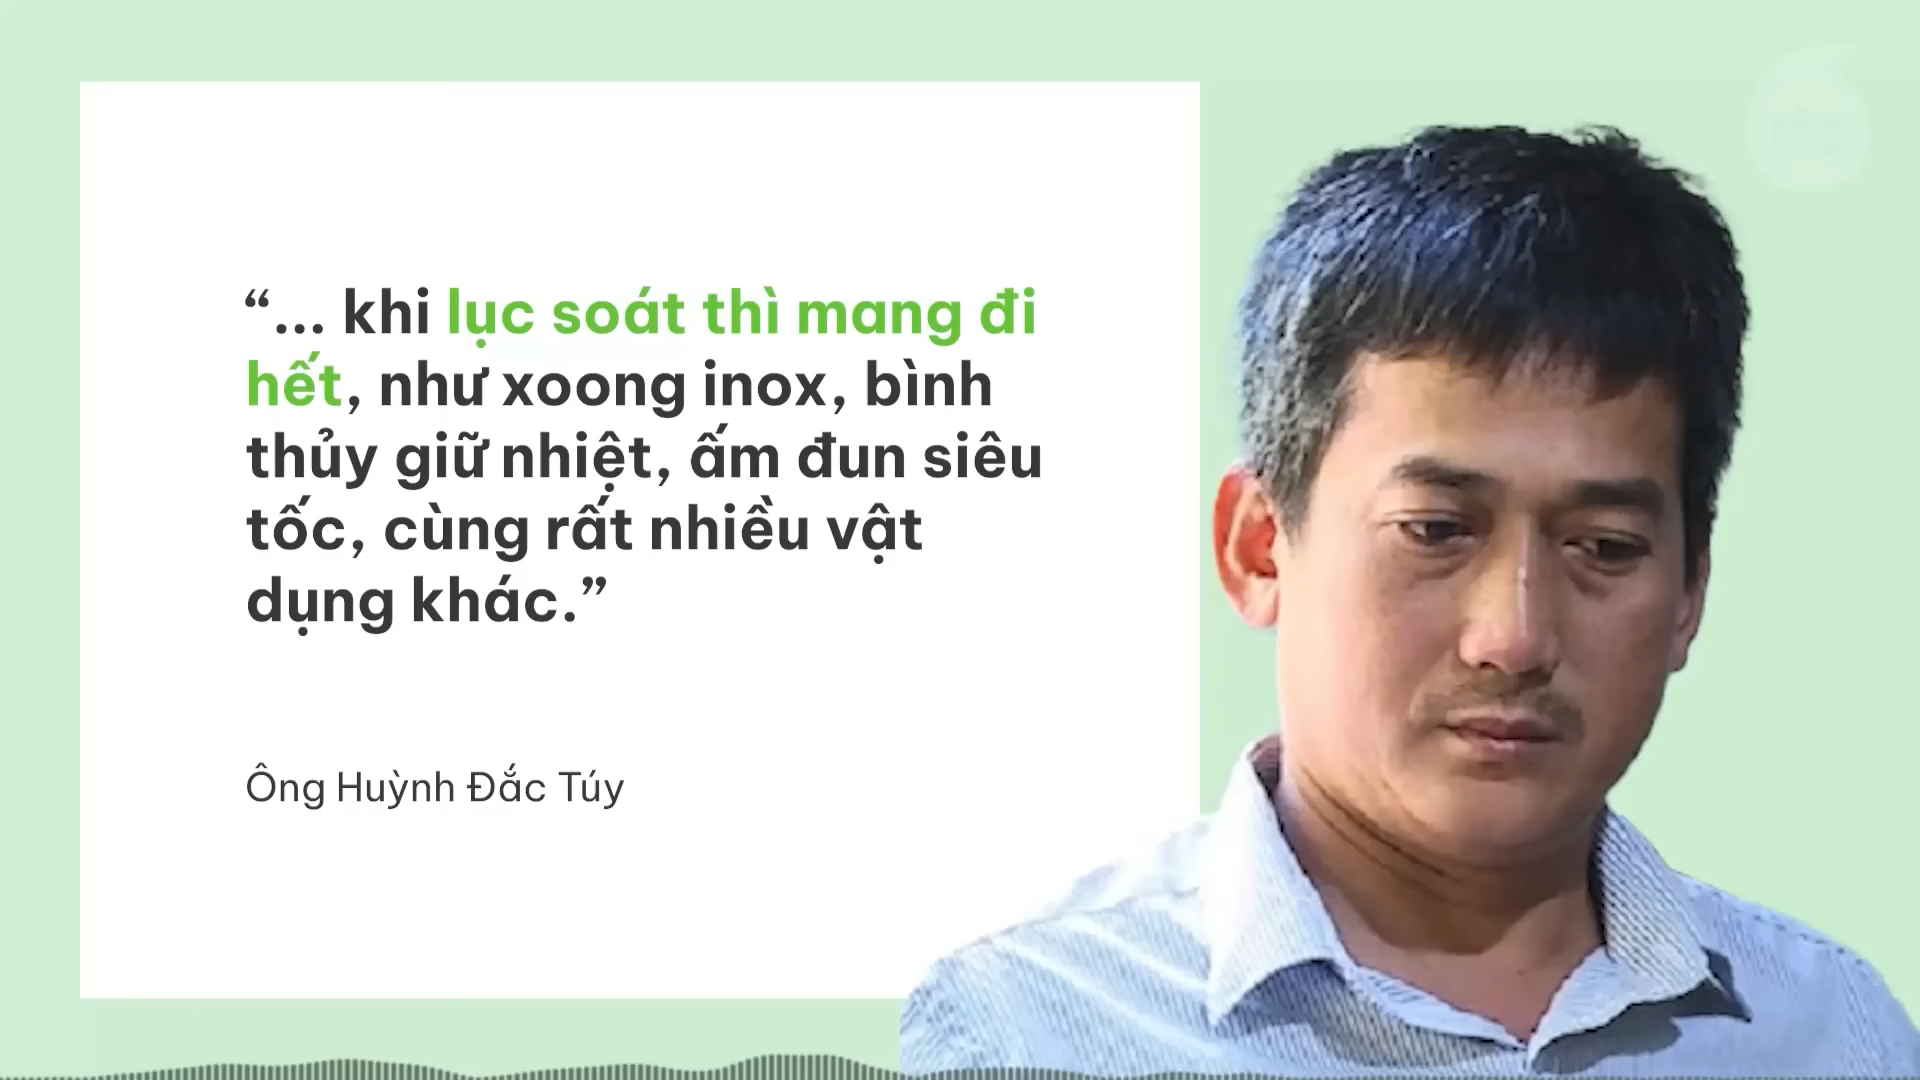 “... khi lục soát thì mang đi
hết, như xoong inox, bình
thủy giữ nhiệt, ấm đun siêu
tốc, cùng rất nhiều vật
dụng khác.”
Ông Huỳnh Đắc Túy
rfa